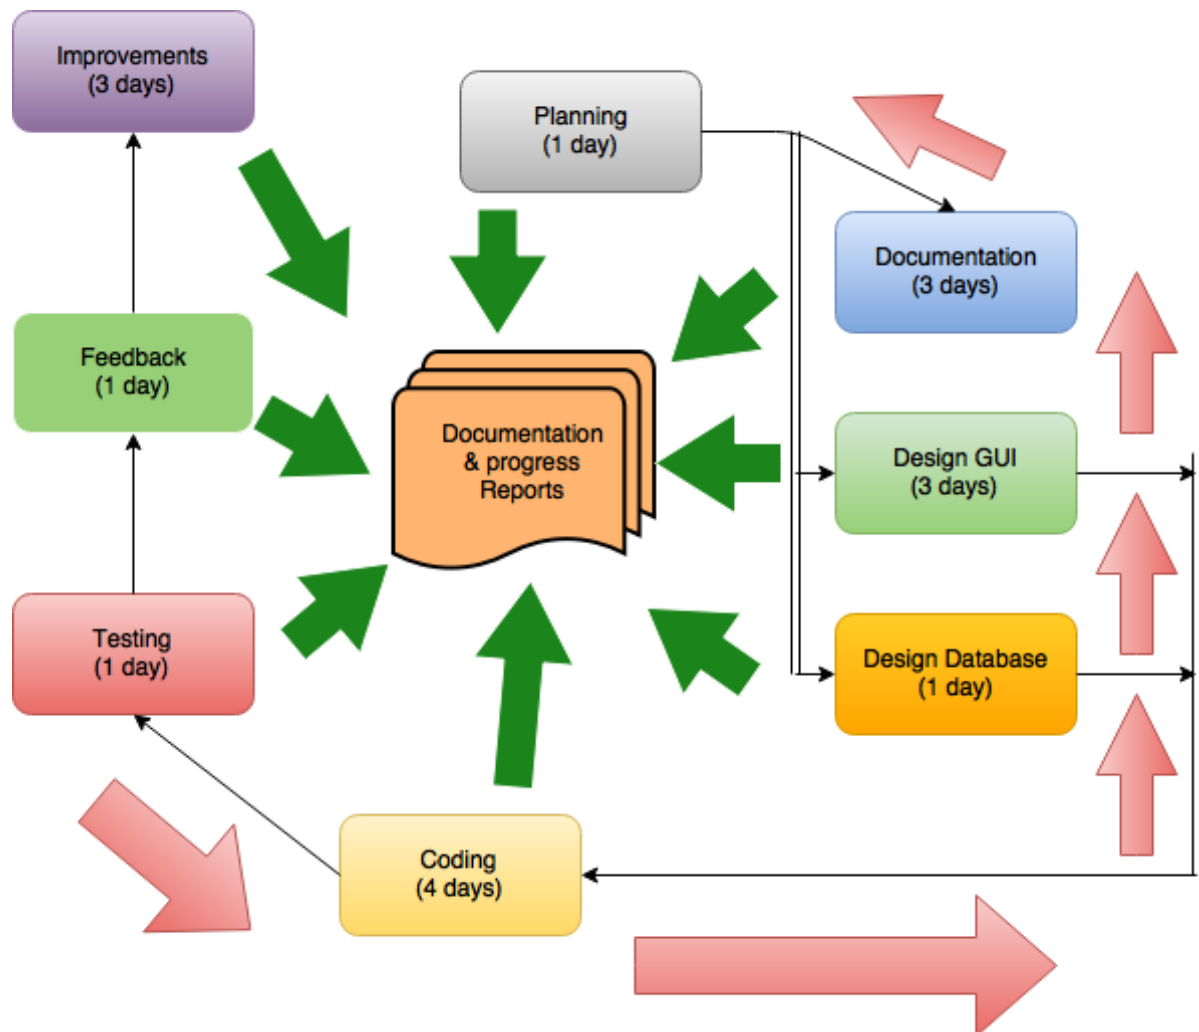 Improvements
(3 days)
Planning
(1 day)
Documentation
(3 days)
Feedback
(1 day)
Documentation
& progress
Reports
Design GUI
(3 days)
Testing
(1 day)
Design Database
(1 day)
Coding
(4 days)